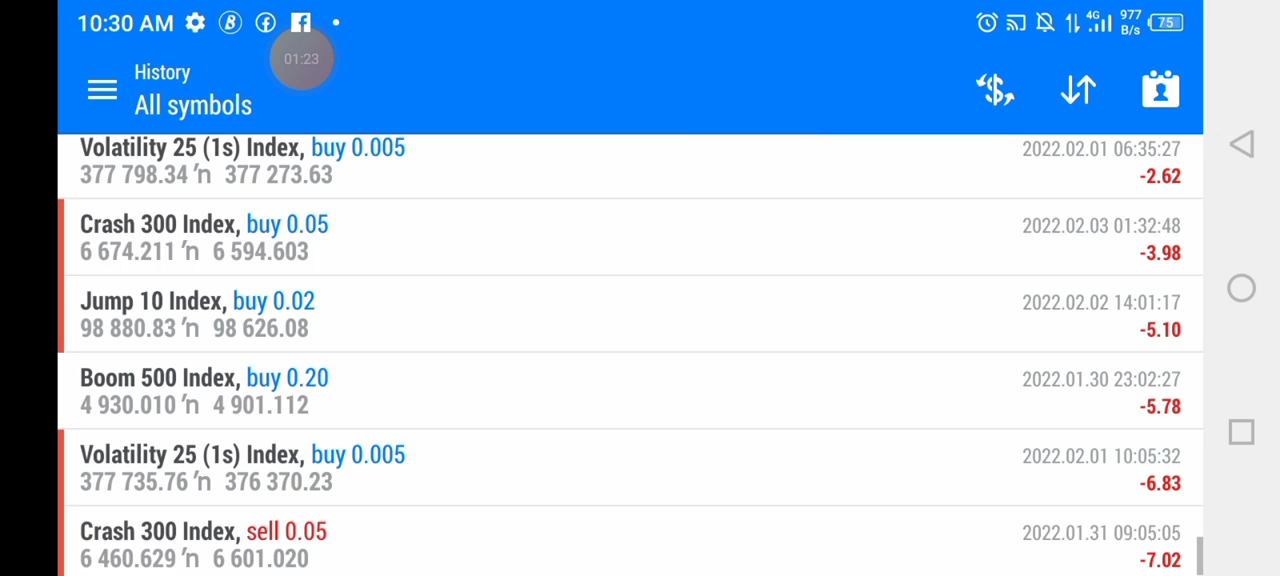 10:30 AM
4G
977
B/s
75
01:23
History
All symbols
Volatility 25 (1s) Index, buy 0.005
2022.02.01 06:35:27
377 798.34 ’n 377 273.63
-2.62
Crash 300 Index, buy 0.05
2022.02.03 01:32:48
6 674.211 ’n 6 594.603
-3.98
Jump 10 Index, buy 0.02
2022.02.02 14:01:17
98 880.83 ’n 98 626.08
-5.10
Boom 500 Index, buy 0.20
2022.01.30 23:02:27
4 930.010 ’n 4 901.112
-5.78
Volatility 25 (1s) Index, buy 0.005
2022.02.01 10:05:32
377 735.76 ’n 376 370.23
-6.83
Crash 300 Index, sell 0.05
2022.01.31 09:05:05
6 460.629 ’n 6 601.020
-7.02